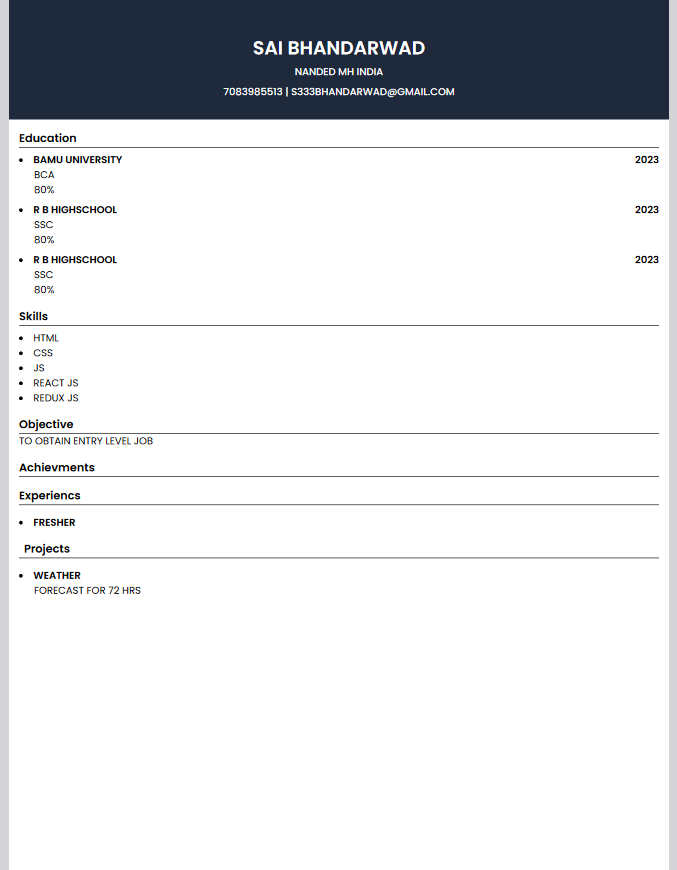 SAI BHANDARWAD
NANDED MH INDIA
7083985513 | S333BHANDARWAD@GMAIL.COM
Education
• BAMU UNIVERSITY 2023
BCA
80%
• R B HIGHSCHOOL 2023
SSC
80%
• R B HIGHSCHOOL 2023
SSC
80%
Skills
• HTML
• CSS
• JS
• REACT JS
• REDUX JS
Objective
TO OBTAIN ENTRY LEVEL JOB
Achievments
Experiencs
• FRESHER
Projects
• WEATHER
FORECAST FOR 72 HRS